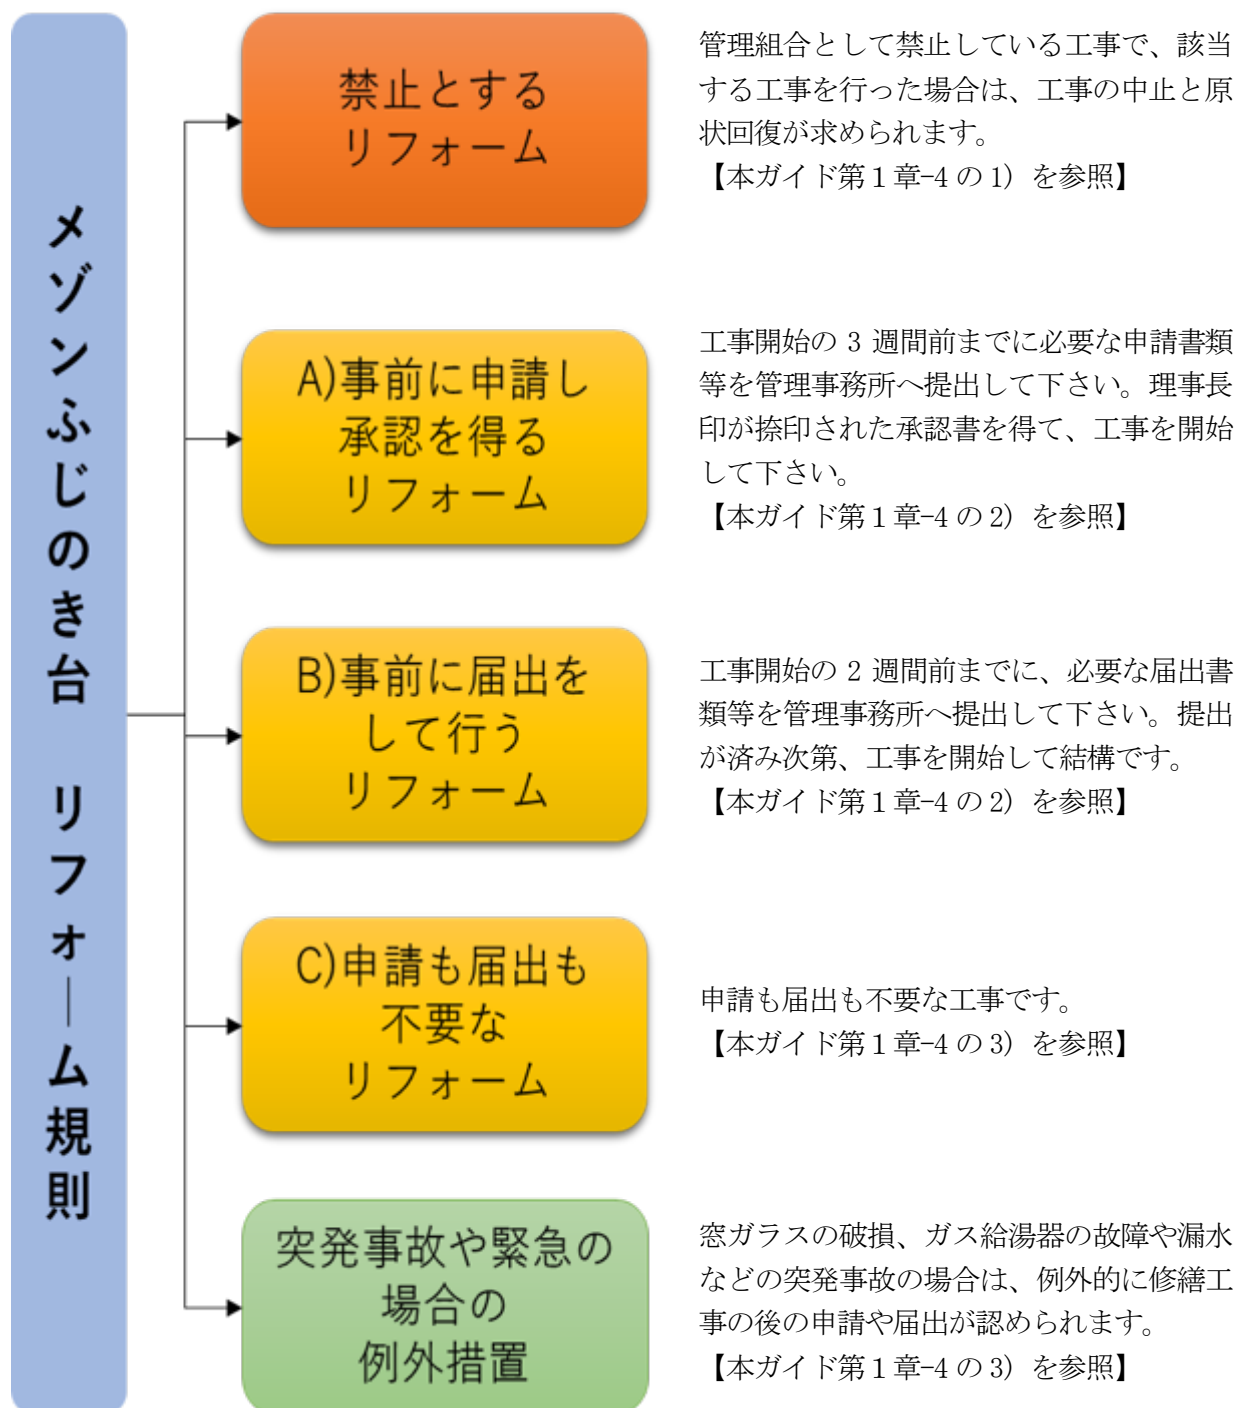 メゾンふじのき台　リフォーム規則
禁止とする
リフォーム
管理組合として禁止している工事で、該当
する工事を行った場合は、工事の中止と原
状回復が求められます。
【本ガイド第１章-4 の 1）を参照】
A)事前に申請し
承認を得る
リフォーム
工事開始の 3 週間前までに必要な申請書類
等を管理事務所へ提出して下さい。理事長
印が捺印された承認書を得て、工事を開始
して下さい。
【本ガイド第１章-4 の 2）を参照】
B)事前に届出を
して行う
リフォーム
工事開始の 2 週間前までに、必要な届出書
類等を管理事務所へ提出して下さい。提出
が済み次第、工事を開始して結構です。
【本ガイド第１章-4 の 2）を参照】
C)申請も届出も
不要な
リフォーム
申請も届出も不要な工事です。
【本ガイド第１章-4 の 3）を参照】
突発事故や緊急の
場合の
例外措置
窓ガラスの破損、ガス給湯器の故障や漏水
などの突発事故の場合は、例外的に修繕工
事の後の申請や届出が認められます。
【本ガイド第１章-4 の 3）を参照】